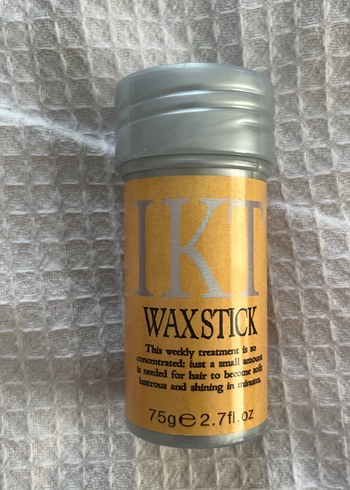 IKT
WAXSTICK
This weekly treatment is so
concentrated; just a small amount
is needed for hair to become soft
lustrous and shining in minutes.
75g℮2.7fl.oz